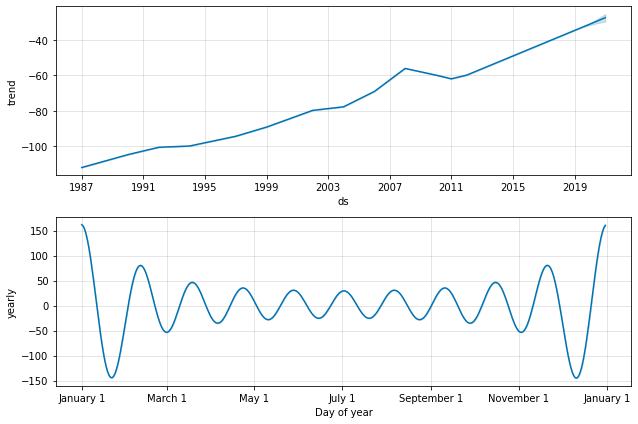 trend
−40
−60
−80
−100
1987 1991 1995 1999 2003 2007 2011 2015 2019
ds
yearly
150
100
50
0
−50
−100
−150
January 1 March 1 May 1 July 1 September 1 November 1 January 1
Day of year